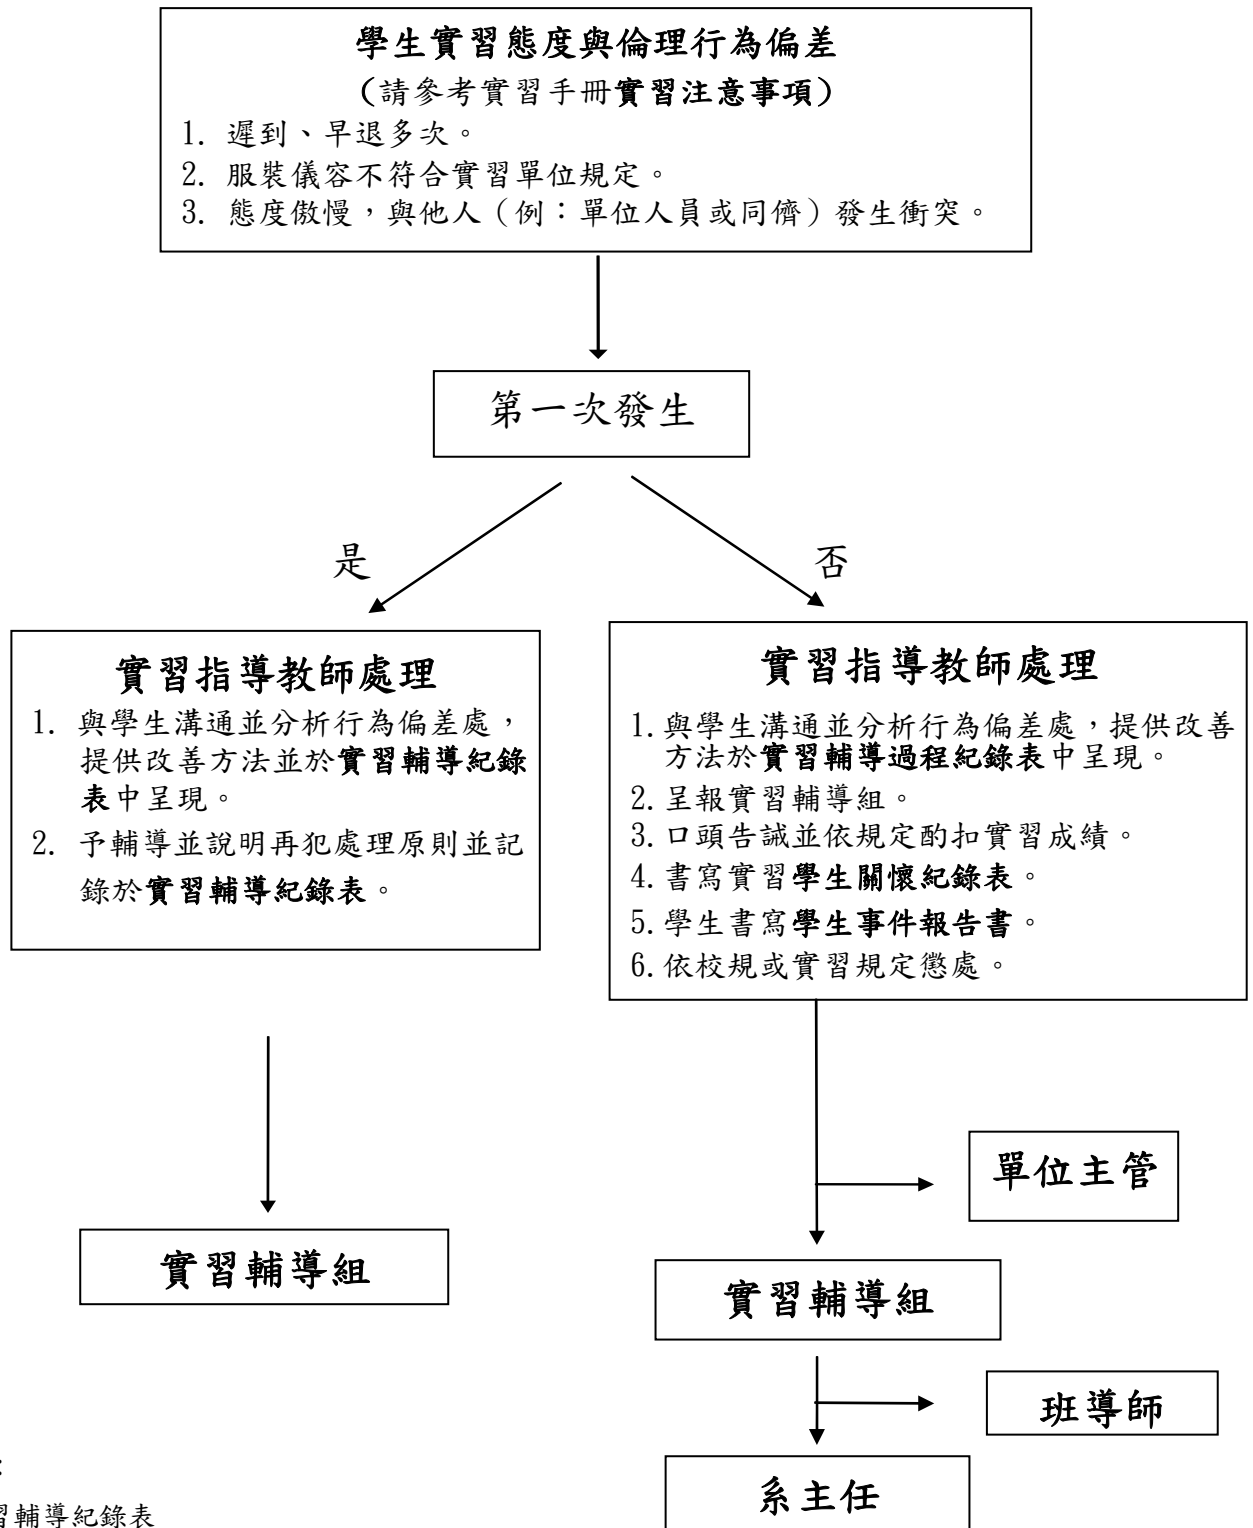 學生實習態度與倫理行為偏差
(請參考實習手冊實習注意事項)
1. 遲到、早退多次。
2. 服裝儀容不符合實習單位規定。
3. 態度傲慢，與他人（例：單位人員或同儕）發生衝突。
第一次發生
是
否
實習指導教師處理
1. 與學生溝通並分析行為偏差處，
提供改善方法並於實習輔導紀錄
表中呈現。
2. 予輔導並說明再犯處理原則並記
錄於實習輔導紀錄表。
實習指導教師處理
1.與學生溝通並分析行為偏差處，提供改善
方法於實習輔導過程紀錄表中呈現。
2.呈報實習輔導組。
3.口頭告誡並依規定酌扣實習成績。
4.書寫實習學生關懷紀錄表。
5.學生書寫學生事件報告書。
6.依校規或實習規定懲處。
單位主管
實習輔導組
實習輔導組
班導師
系主任
習輔導紀錄表